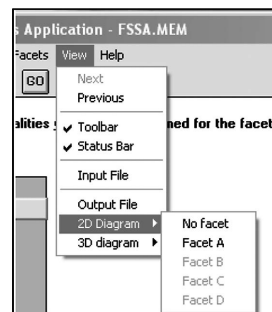 s Application - FSSA.MEM
Facets View Help
GO
Next
Previous
alities
med for the facet
Toolbar
Status Bar
Input File
Output File
2D Diagram
3D diagram
No facet
Facet A
Facet B
Facet C
Facet D